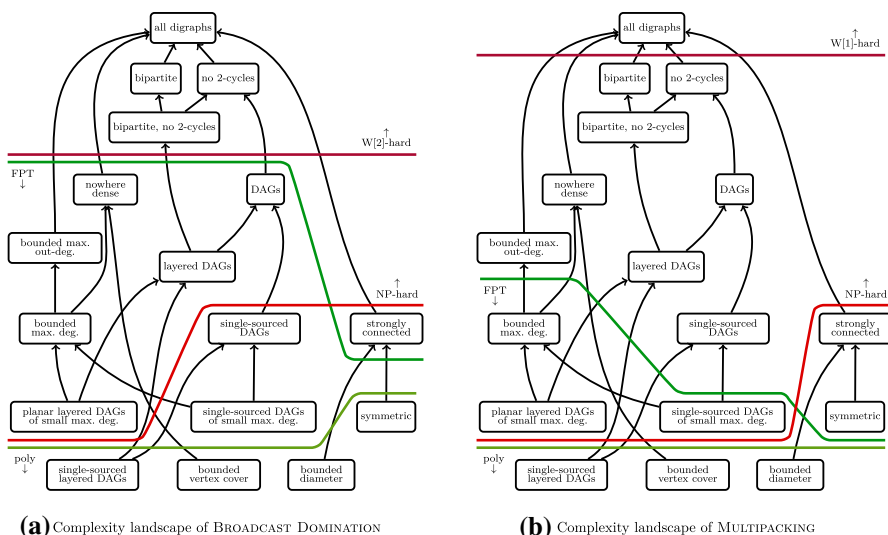 all digraphs
bipartite
no 2-cycles
bipartite, no 2-cycles
↑
W[2]-hard
FPT
↓
nowhere
dense
DAGs
bounded max.
out-deg.
layered DAGs
↑
NP-hard
bounded
max. deg.
single-sourced
DAGs
strongly
connected
planar layered DAGs
of small max. deg.
single-sourced DAGs
of small max. deg.
symmetric
poly
↓
single-sourced
layered DAGs
bounded
vertex cover
bounded
diameter
(a) Complexity landscape of BROADCAST DOMINATION
all digraphs
↑
W[1]-hard
bipartite
no 2-cycles
bipartite, no 2-cycles
nowhere
dense
DAGs
bounded max.
out-deg.
layered DAGs
FPT
↓
↑
NP-hard
bounded
max. deg.
single-sourced
DAGs
strongly
connected
planar layered DAGs
of small max. deg.
single-sourced DAGs
of small max. deg.
symmetric
poly
↓
single-sourced
layered DAGs
bounded
vertex cover
bounded
diameter
(b) Complexity landscape of MULTIPACKING